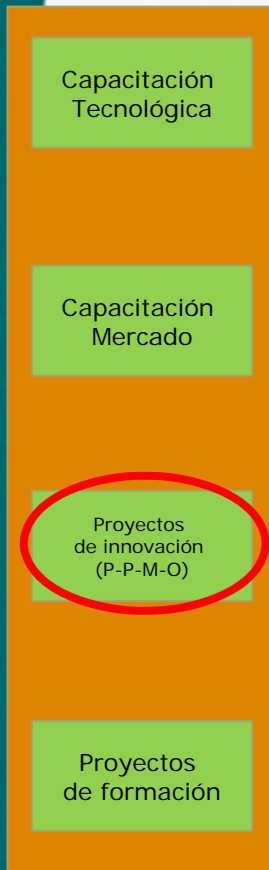 Capacitación
Tecnológica
Capacitación
Mercado
Proyectos
de innovación
(P-P-M-O)
Proyectos
de formación